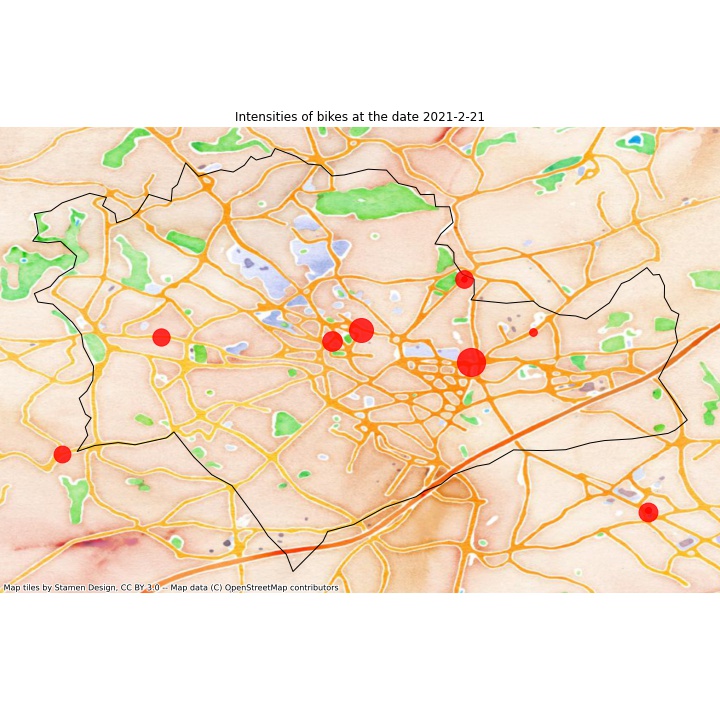 Intensities of bikes at the date 2021-2-21
Map tiles by Stamen Design, CC BY 3.0 -- Map data (C) OpenStreetMap contributors